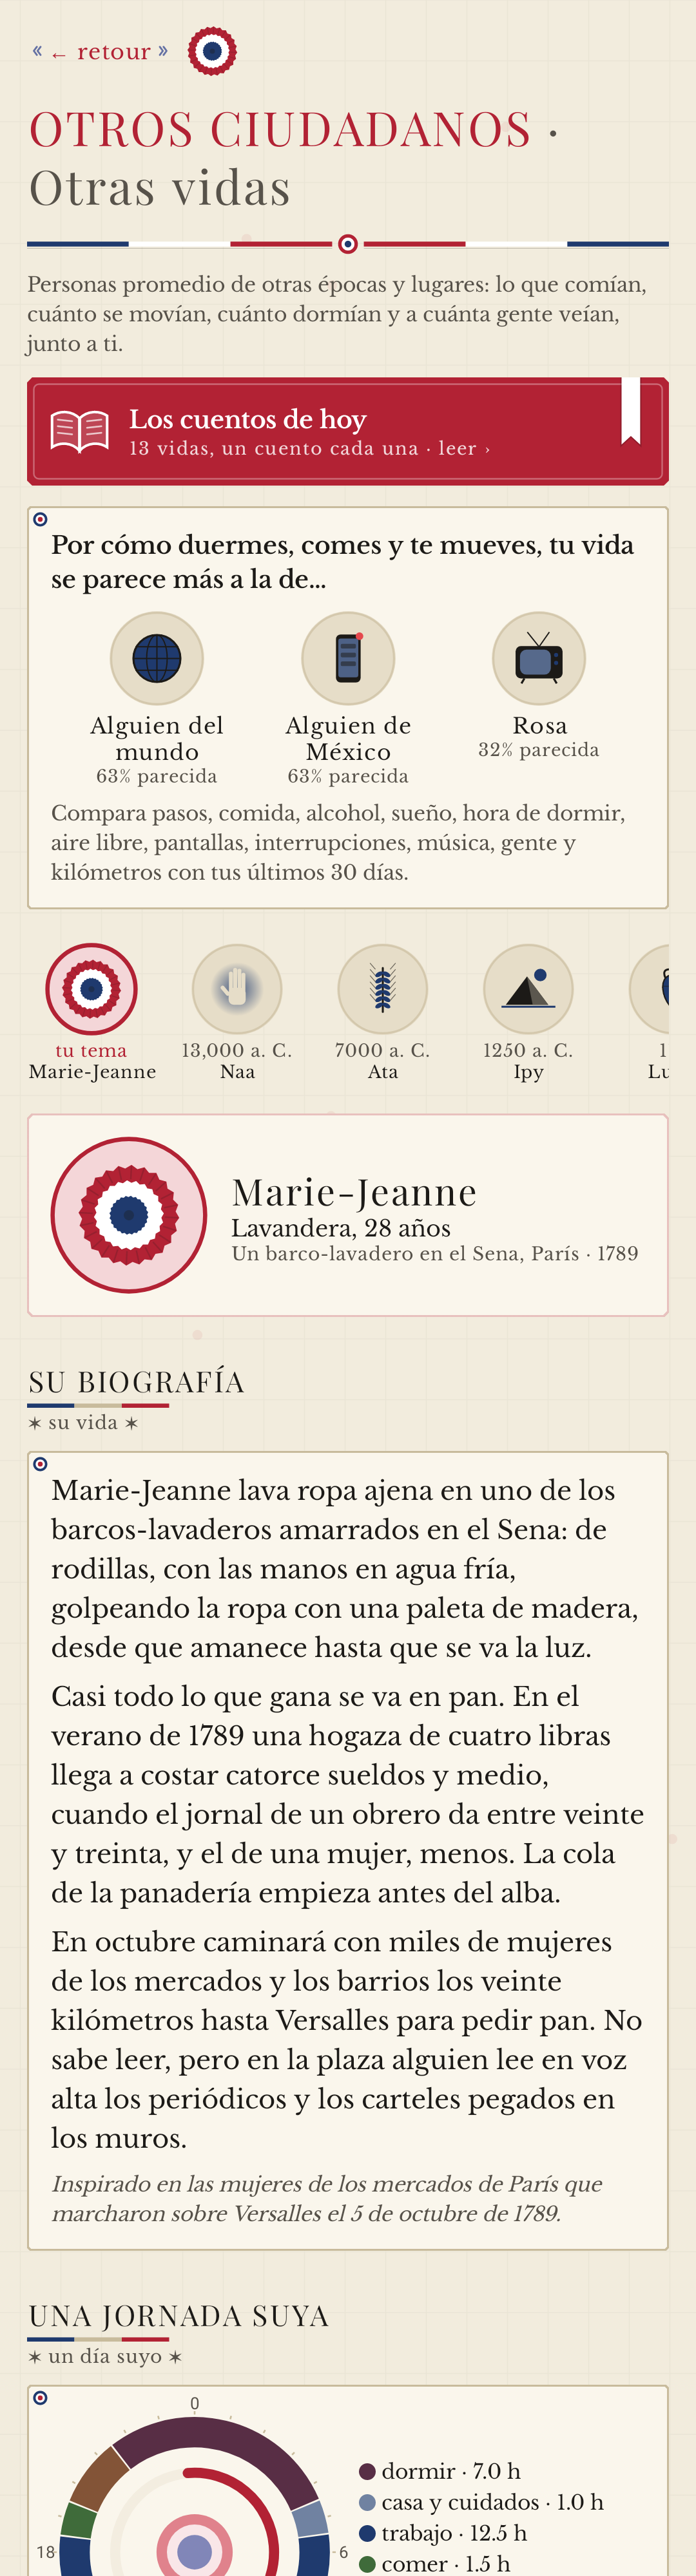 « ← retour »
OTROS CIUDADANOS ·
Otras vidas
Personas promedio de otras épocas y lugares: lo que comían,
cuánto se movían, cuánto dormían y a cuánta gente veían,
junto a ti.
Los cuentos de hoy
13 vidas, un cuento cada una · leer ›
Por cómo duermes, comes y te mueves, tu vida
se parece más a la de…
Alguien del
mundo
63% parecida
Alguien de
México
63% parecida
Rosa
32% parecida
Compara pasos, comida, alcohol, sueño, hora de dormir,
aire libre, pantallas, interrupciones, música, gente y
kilómetros con tus últimos 30 días.
tu tema
Marie-Jeanne
13,000 a. C.
Naa
7000 a. C.
Ata
1250 a. C.
Ipy
1
Lu
Marie-Jeanne
Lavandera, 28 años
Un barco-lavadero en el Sena, París · 1789
SU BIOGRAFÍA
✶ su vida ✶
Marie-Jeanne lava ropa ajena en uno de los
barcos-lavaderos amarrados en el Sena: de
rodillas, con las manos en agua fría,
golpeando la ropa con una paleta de madera,
desde que amanece hasta que se va la luz.
Casi todo lo que gana se va en pan. En el
verano de 1789 una hogaza de cuatro libras
llega a costar catorce sueldos y medio,
cuando el jornal de un obrero da entre veinte
y treinta, y el de una mujer, menos. La cola
de la panadería empieza antes del alba.
En octubre caminará con miles de mujeres
de los mercados y los barrios los veinte
kilómetros hasta Versalles para pedir pan. No
sabe leer, pero en la plaza alguien lee en voz
alta los periódicos y los carteles pegados en
los muros.
Inspirado en las mujeres de los mercados de París que
marcharon sobre Versalles el 5 de octubre de 1789.
UNA JORNADA SUYA
✶ un día suyo ✶
0
18
6
dormir · 7.0 h
casa y cuidados · 1.0 h
trabajo · 12.5 h
comer · 1.5 h